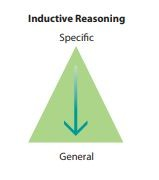 Inductive Reasoning
Specific
General